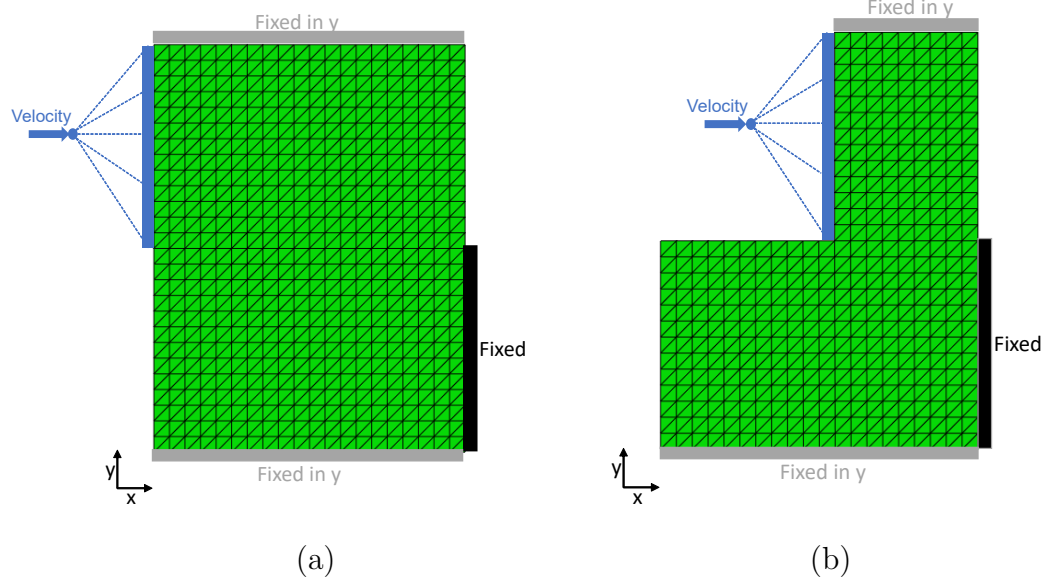 Fixed in y
Velocity
Fixed
Fixed in y
y
x
(a)
Fixed in y
Velocity
Fixed
Fixed in y
y
x
(b)